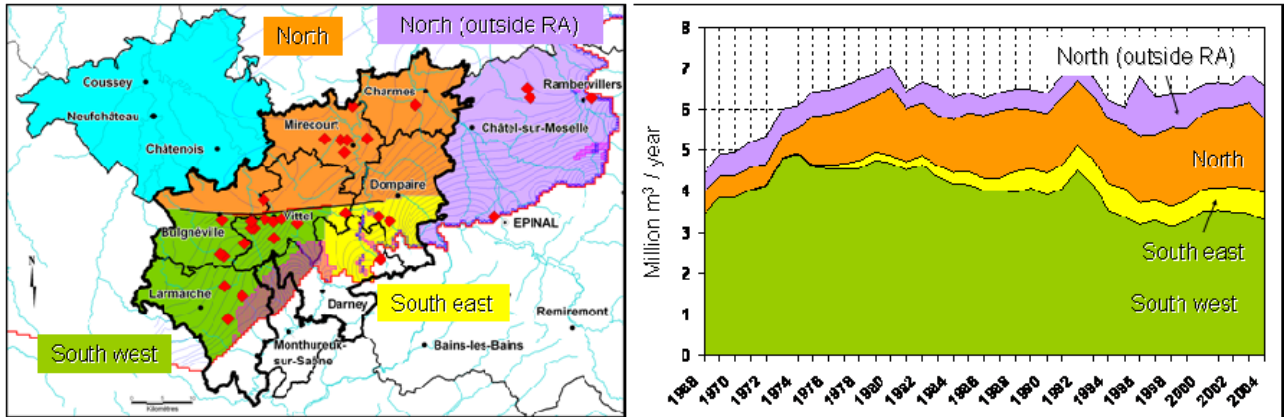 North
North (outside RA)
Coussey
Neufchâteau
Châtenois
Charmes
Mirecourt
Rambervillers
Châtel-sur-Moselle
Dompaire
EPINAL
Vittel
Bulgnéville
Lamarche
N
South east
Darney
Remiremont
South west
Monthureux-
sur-Saône
Bains-les-Bains
Kilomètres
Million m³ / year
8
7
6
5
4
3
2
1
0
North (outside RA)
North
South east
South west
1968
1970
1972
1974
1976
1978
1980
1982
1984
1986
1988
1990
1992
1994
1996
1998
2000
2002
2004